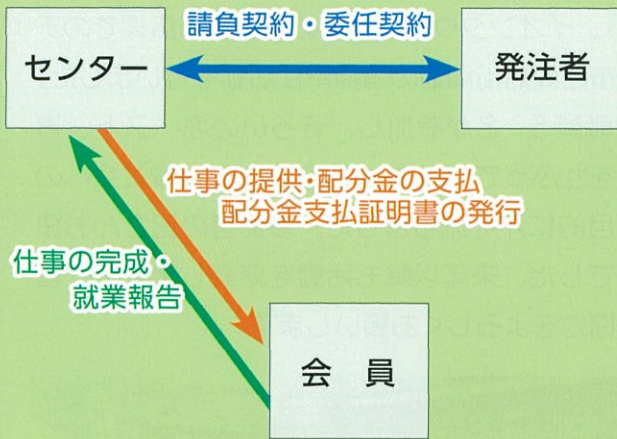 請負契約・委任契約
センター
発注者
仕事の提供・配分金の支払
配分金支払証明書の発行
仕事の完成・
就業報告
会　員